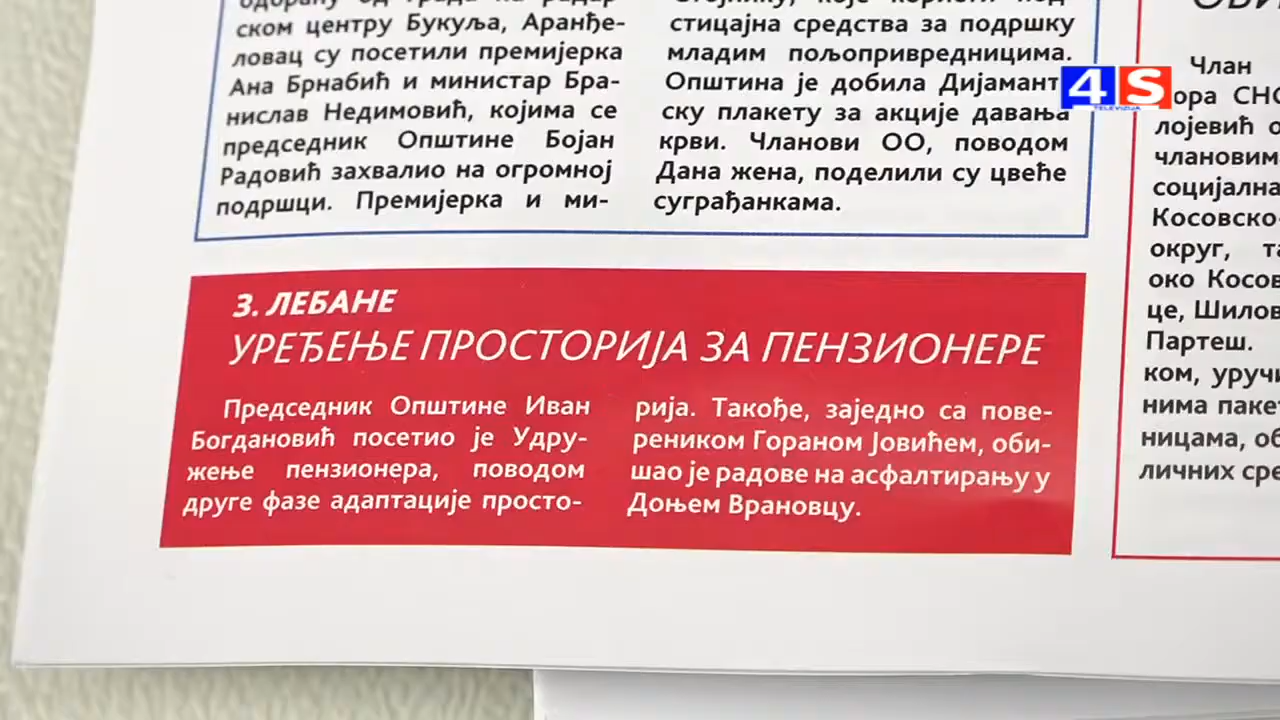 ском центру Букуља, Аранђе-
ловац су посетили премијерка
Ана Брнабић и министар Бра-
нислав Недимовић, којима се
председник Општине Бојан
Радовић захвалио на огромној
подршци. Премијерка и ми-
стицајна средства за подршку
младим пољопривредницима.
Општина је добила Дијамант
ску плакету за акције давања
крви. Чланови ОО, поводом
Дана жена, поделили су цвеће
суграђанкама.
4S
TELEVIZIJA
3. ЛЕБАНЕ
УРЕЂЕЊЕ ПРОСТОРИЈА ЗА ПЕНЗИОНЕРЕ
Председник Општине Иван
Богдановић посетио је Удру-
жење пензионера, поводом
друге фазе адаптације просто-
рија. Такође, заједно са пове-
реником Гораном Јовићем, оби-
шао је радове на асфалтирању у
Доњем Врановцу.
Члан
ора СНС
лојевић
члановим
социјална
Косовско-
округ,
око Косов
це, Шилов
Партеш.
ком, уручи
нима паке
ницама, об
личних сре